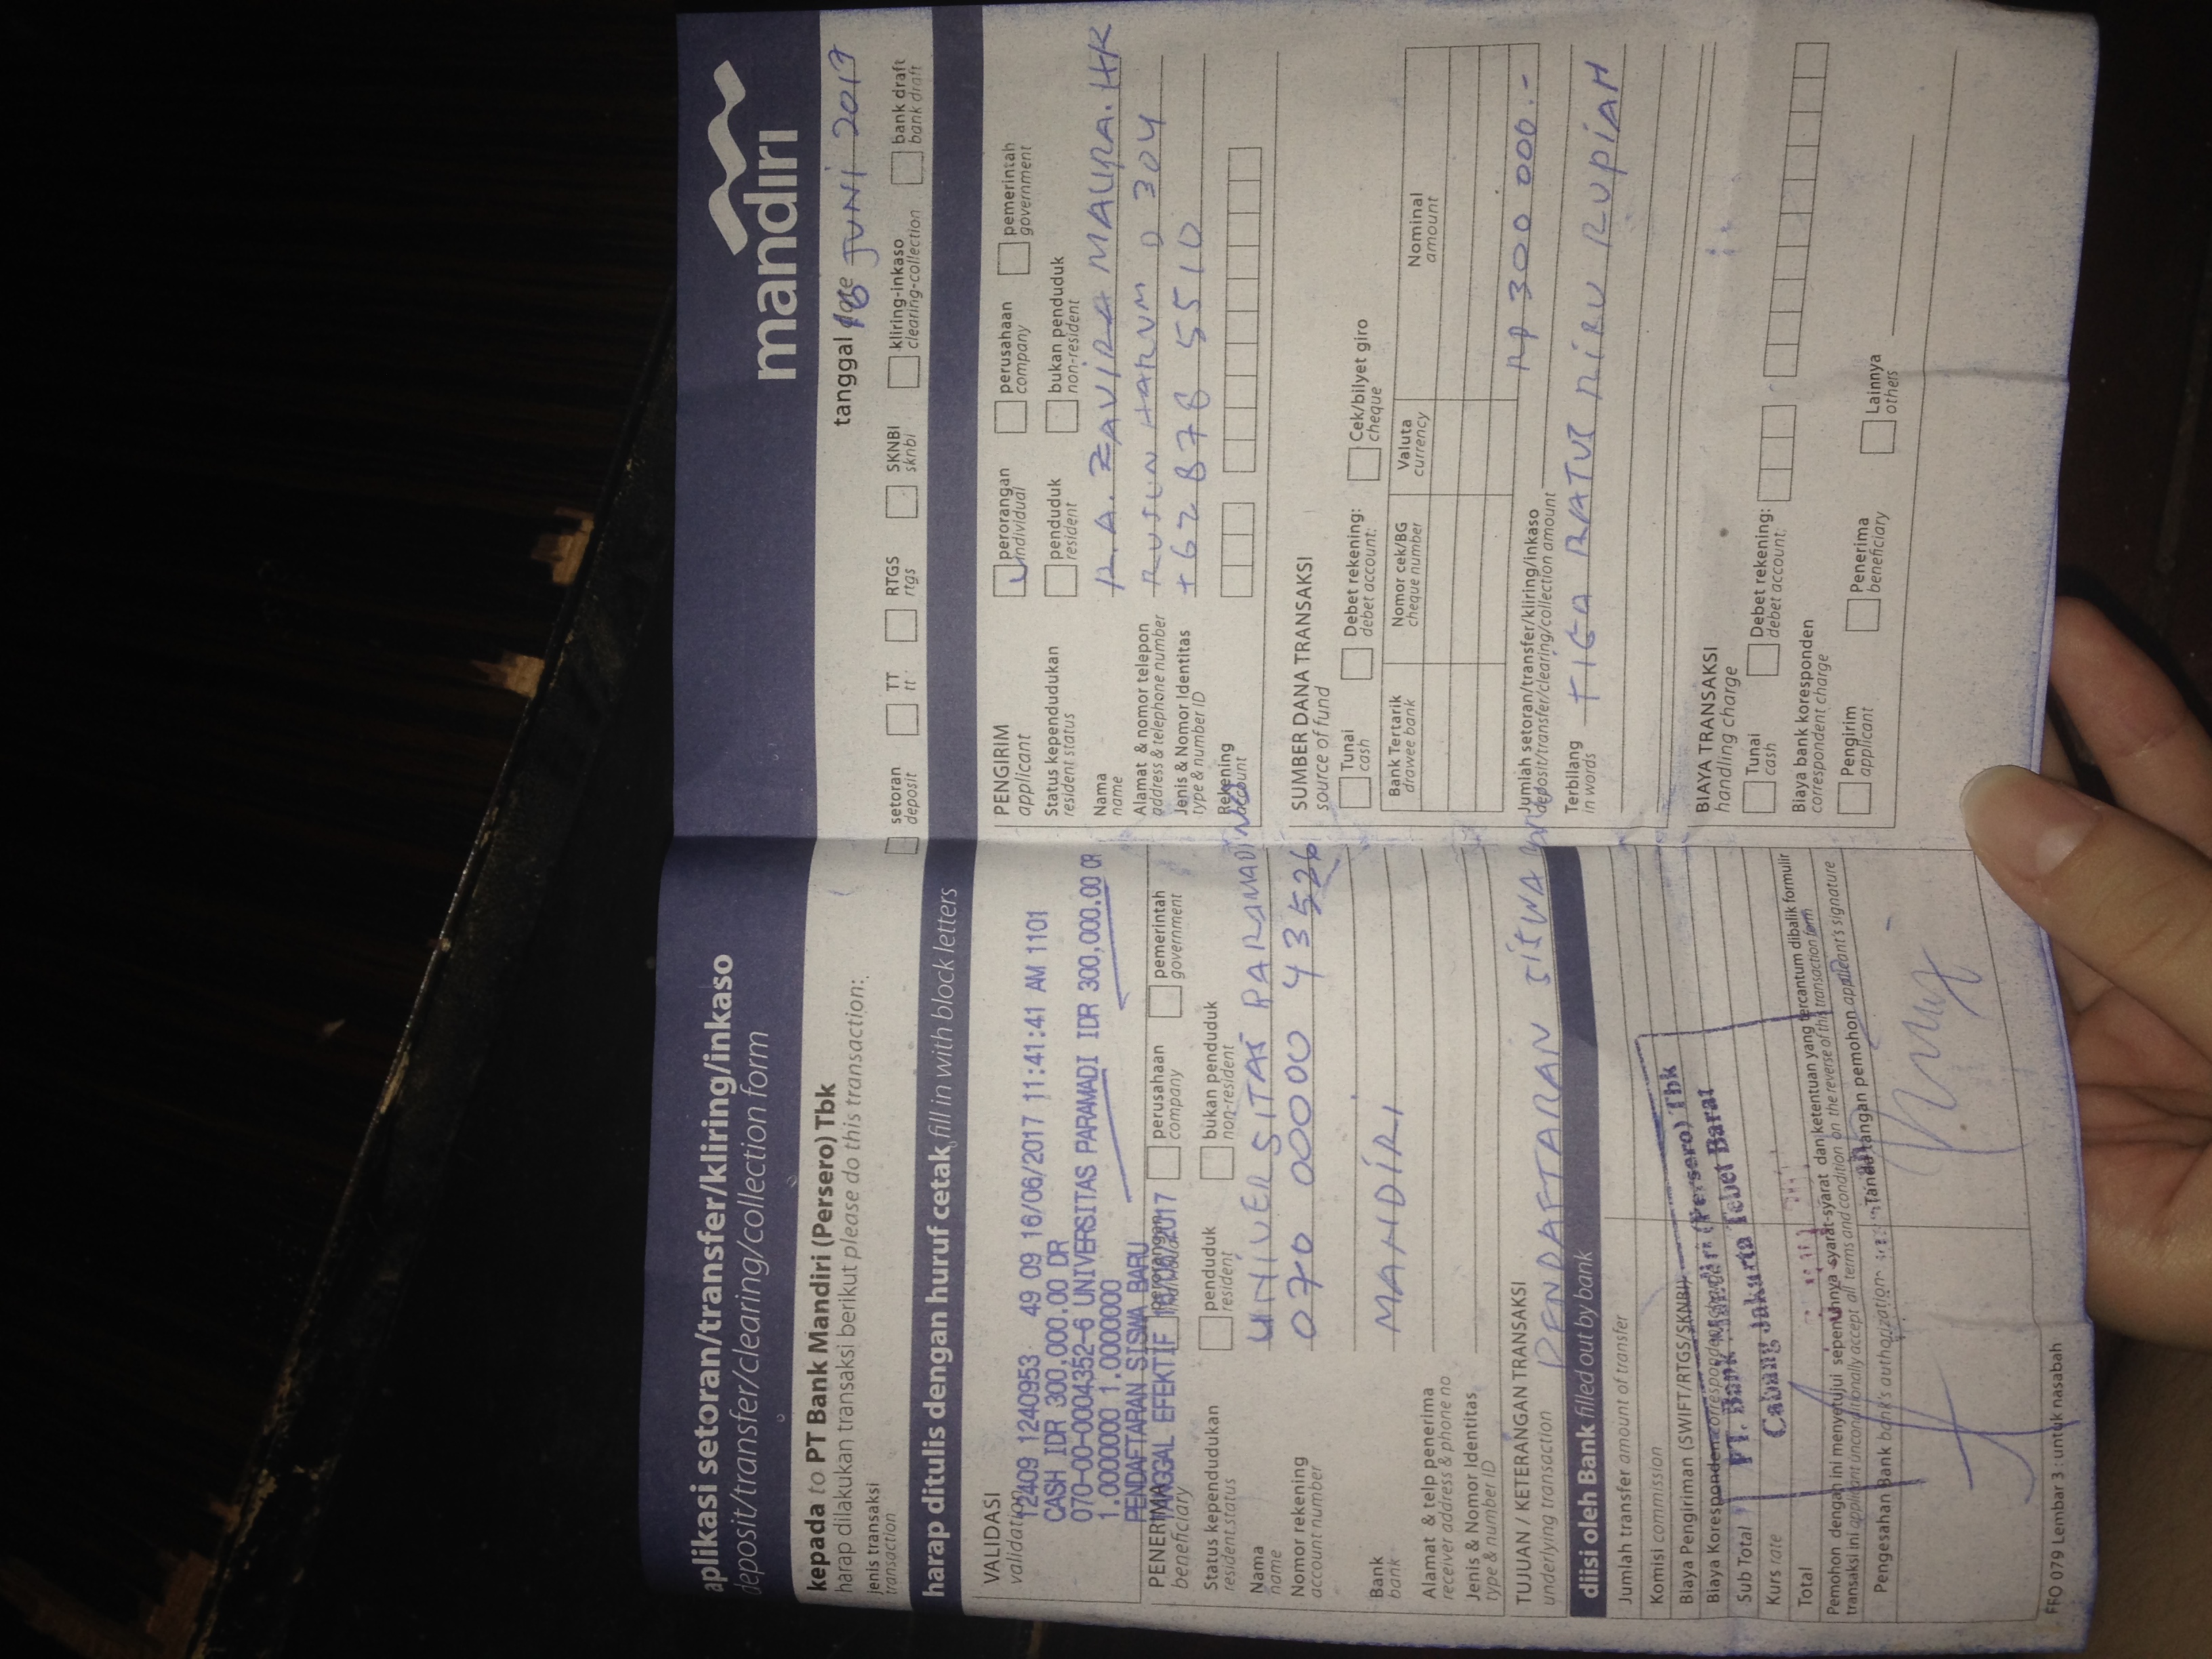 aplikasi setoran/transfer/kliring/inkaso
deposit/transfer/clearing/collection form
mandiri
kepada to PT Bank Mandiri (Persero) Tbk
harap dilakukan transaksi berikut please do this transaction:
tanggal date 16 JUNI 2017
jenis transaksi
transaction
setoran
deposit
TT
tt
RTGS
rtgs
SKNBI
sknbi
kliring-inkaso
clearing-collection
bank draft
bank draft
harap ditulis dengan huruf cetak fill in with block letters
VALIDASI
validation
12409 1240953 49 09 16/06/2017 11:41:41 AM 1101
CASH IDR 300,000.00 DR
070-00-0004352-6 UNIVERSITAS PARAMADI IDR 300,000.00 CR
1.0000000 1.0000000
PENDAFTARAN SISWA BARU
TANGGAL EFEKTIF 16/06/2017
PENERIMA
beneficiary
perorangan
individual
perusahaan
company
pemerintah
government
Status kependudukan
resident status
penduduk
resident
bukan penduduk
non-resident
Nama
name
UNIVERSITAS PARAMADINA
Nomor rekening
account number
070 00000 43526
Bank
bank
MANDIRI
Alamat & telp penerima
receiver address & phone no
Jenis & Nomor Identitas
type & number ID
TUJUAN / KETERANGAN TRANSAKSI
underlying transaction
PENDAFTARAN SISWA BARU
diisi oleh Bank filled out by bank
Jumlah transfer amount of transfer
Komisi commission
Biaya Pengiriman (SWIFT/RTGS/SKNBI)
Biaya Koresponden correspondent charge
Sub Total
Kurs rate
Total
PT. Bank Mandiri (Persero) Tbk
Cabang Jakarta Tebet Barat
Pemohon dengan ini menyetujui sepenuhnya syarat-syarat dan ketentuan yang tercantum dibalik formulir
transaksi ini applicant unconditionally accept all terms and condition on the reverse of this transaction form
Pengesahan Bank bank's authorization
Tanda tangan pemohon applicant's signature
FFO 079 Lembar 3 : untuk nasabah
PENGIRIM
applicant
perorangan
individual
perusahaan
company
pemerintah
government
Status kependudukan
resident status
penduduk
resident
bukan penduduk
non-resident
Nama
name
R.A. ZAVIRA MAURA. HK
Alamat & nomor telepon
address & telephone number
RUSUN HARUM D 304
Jenis & Nomor Identitas
type & number ID
+62 878 5510
Rekening
account
SUMBER DANA TRANSAKSI
source of fund
Tunai
cash
Debet rekening:
debet account:
Cek/bilyet giro
cheque
Bank Tertarik
drawee bank
Nomor cek/BG
cheque number
Valuta
currency
Nominal
amount
Jumlah setoran/transfer/kliring/inkaso
deposit/transfer/clearing/collection amount
RP 300 000.-
Terbilang
in words
TIGA RATUS RIBU RUPIAH
BIAYA TRANSAKSI
handling charge
Tunai
cash
Debet rekening:
debet account:
Biaya bank koresponden
correspondent charge
Pengirim
applicant
Penerima
beneficiary
Lainnya
others